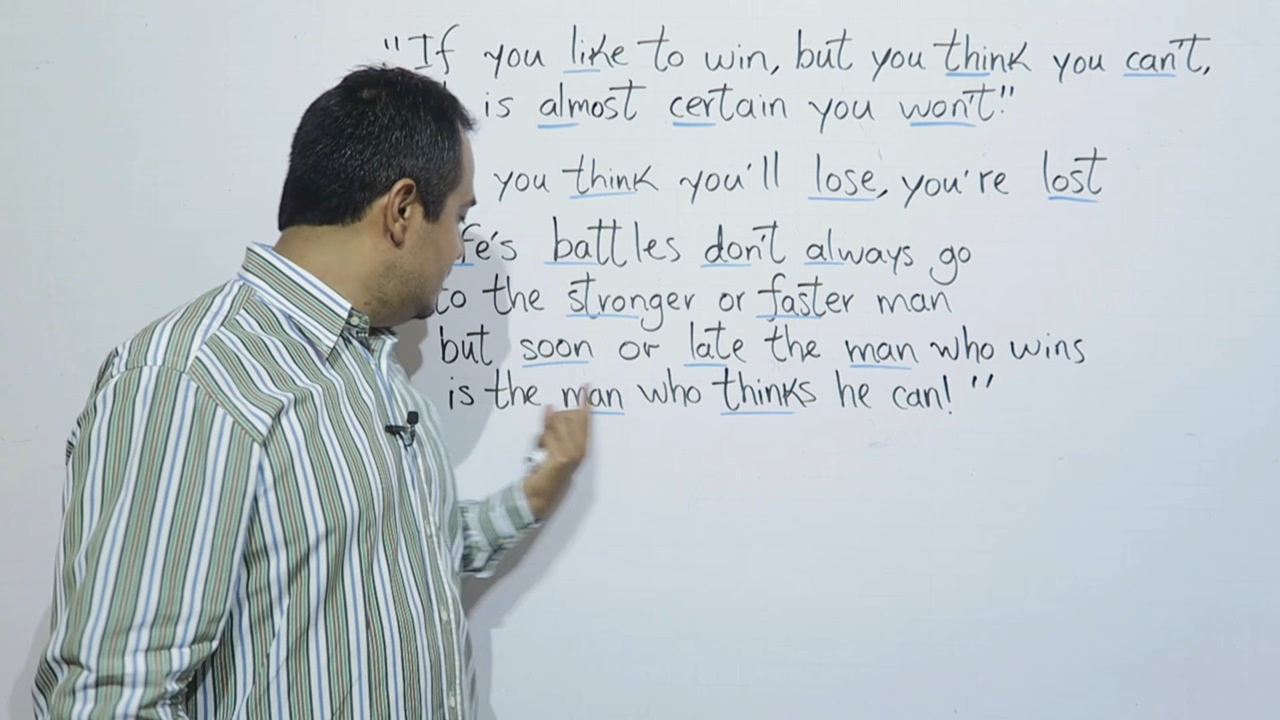 "If you like to win, but you think you can't,
is almost certain you won't"
you think you'll lose, you're lost
fe's battles don't always go
to the stronger or faster man
but soon or late the man who wins
is the man who thinks he can!"